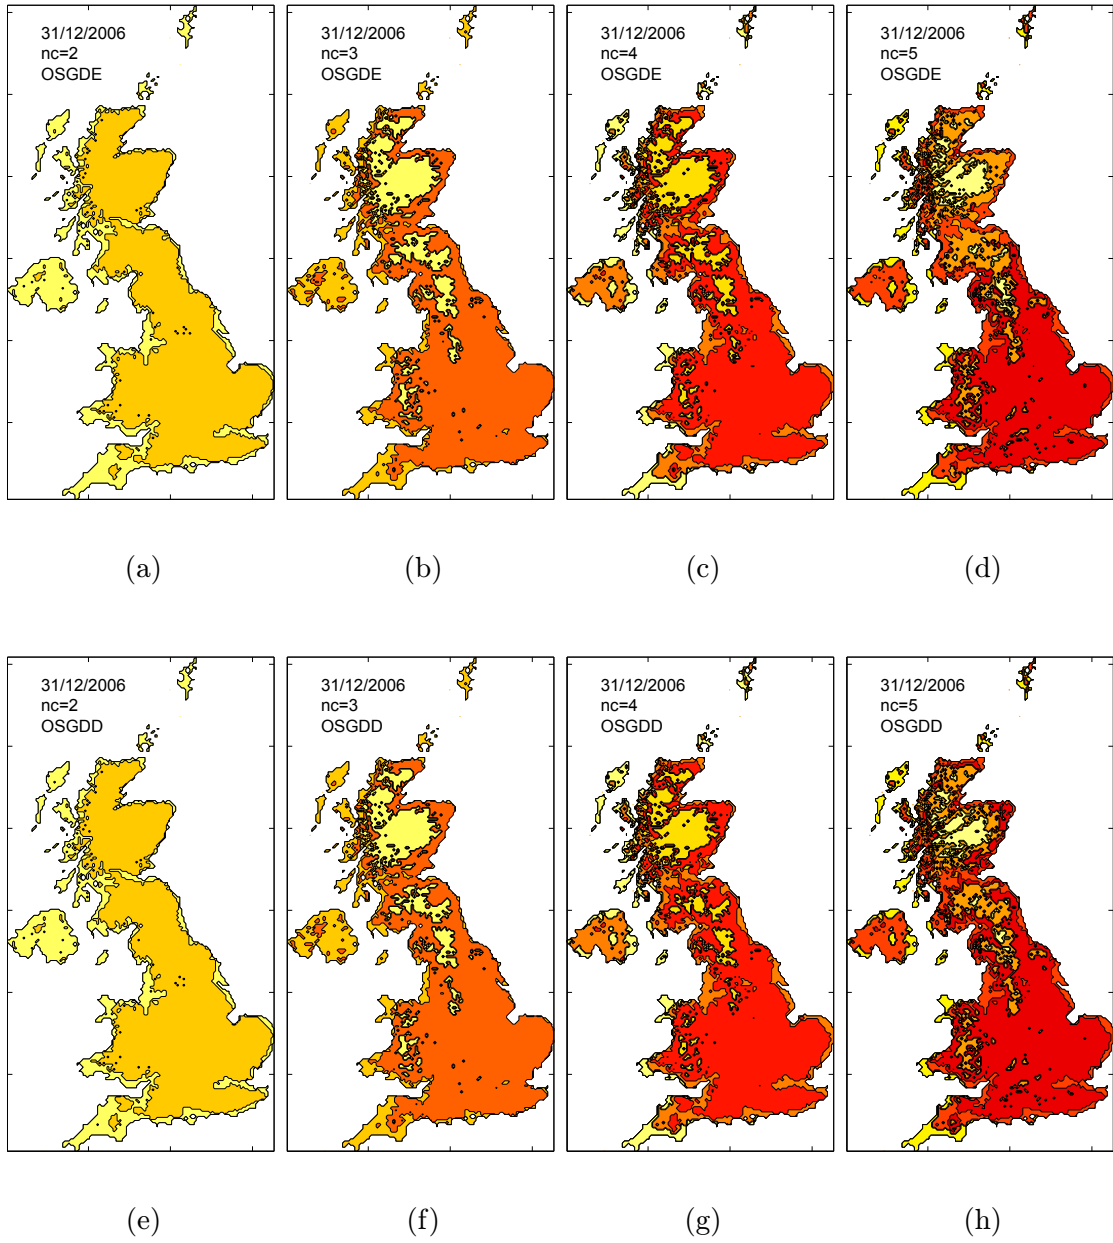 31/12/2006
nc=2
OSGDE
31/12/2006
nc=3
OSGDE
31/12/2006
nc=4
OSGDE
31/12/2006
nc=5
OSGDE
(a)
(b)
(c)
(d)
31/12/2006
nc=2
OSGDD
31/12/2006
nc=3
OSGDD
31/12/2006
nc=4
OSGDD
31/12/2006
nc=5
OSGDD
(e)
(f)
(g)
(h)